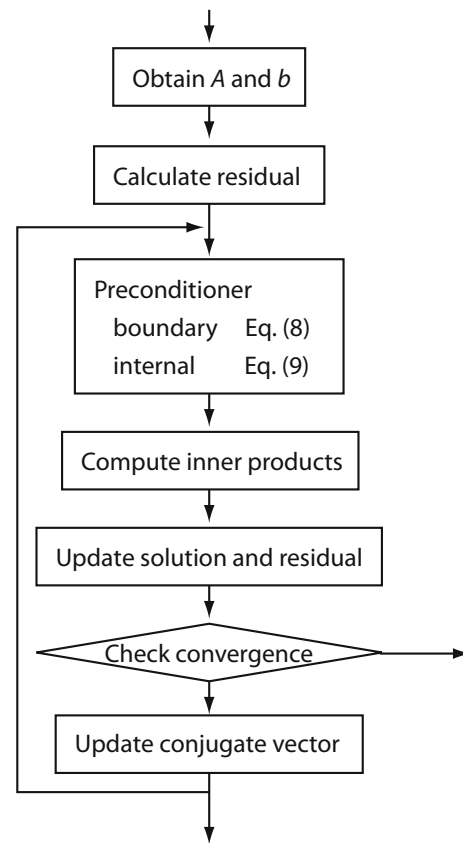 Obtain A and b
Calculate residual
Preconditioner
boundary Eq. (8)
internal Eq. (9)
Compute inner products
Update solution and residual
Check convergence
Update conjugate vector